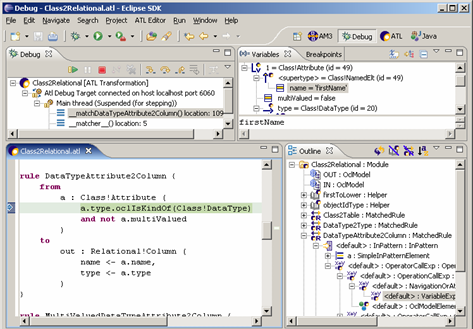 Debug - Class2Relational.atl - Eclipse SDK
File Edit Navigate Search Project ATL Editor Run Window Help
AM3 Debug ATL Java
Debug
Class2Relational [ATL Transformation]
Atl Debug Target connected on host localhost port 6060
Main thread (Suspended (for stepping))
__matchDataTypeAttribute2Column() location: 109
__matcher__() location: 5
Variables Breakpoints
1 = Class!Attribute (id = 49)
<supertype> = Class!NamedElt (id = 49)
name = 'firstName'
multiValued = false
type = Class!DataType (id = 20)
firstName
Class2Relational.atl
rule DataTypeAttribute2Column {
from
a : Class!Attribute (
a.type.oclIsKindOf(Class!DataType)
and not a.multiValued
)
to
out : Relational!Column (
name <- a.name,
type <- a.type
)
rule MultiValuedDataTypeAttribute2Column {
Outline
Class2Relational : Module
OUT : OclModel
IN : OclModel
firstToLower : Helper
objectIdType : Helper
Class2Table : MatchedRule
DataType2Type : MatchedRule
DataTypeAttribute2Column : MatchedRule
<default> : InPattern : InPattern
a : SimpleInPatternElement
<default> : OperatorCallExp : Opera
<default> : OperationCallExp :
<default> : NavigationOrAt
<default> : VariableExp
<default> : OclModelElemen
<default> : OperatorCallExp : O